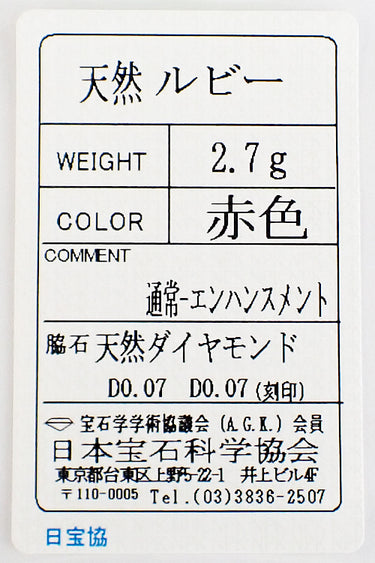 天然 ルビー
WEIGHT 2.7g
COLOR 赤色
COMMENT
通常-エンハンスメント
脇石 天然ダイヤモンド
D0.07 D0.07 (刻印)
宝石学学術協議会 (A.G.K.) 会員
日本宝石科学協会
東京都台東区上野5-22-1 井上ビル4F
〒110-0005 Tel.(03)3836-2507
日宝協